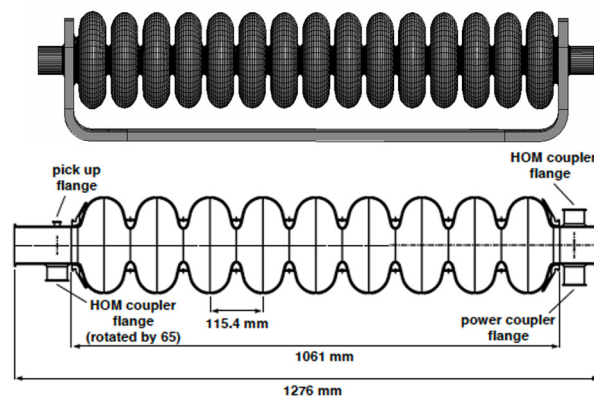 pick up
flange
HOM coupler
flange
HOM coupler
flange
(rotated by 65)
115.4 mm
power coupler
flange
1061 mm
1276 mm